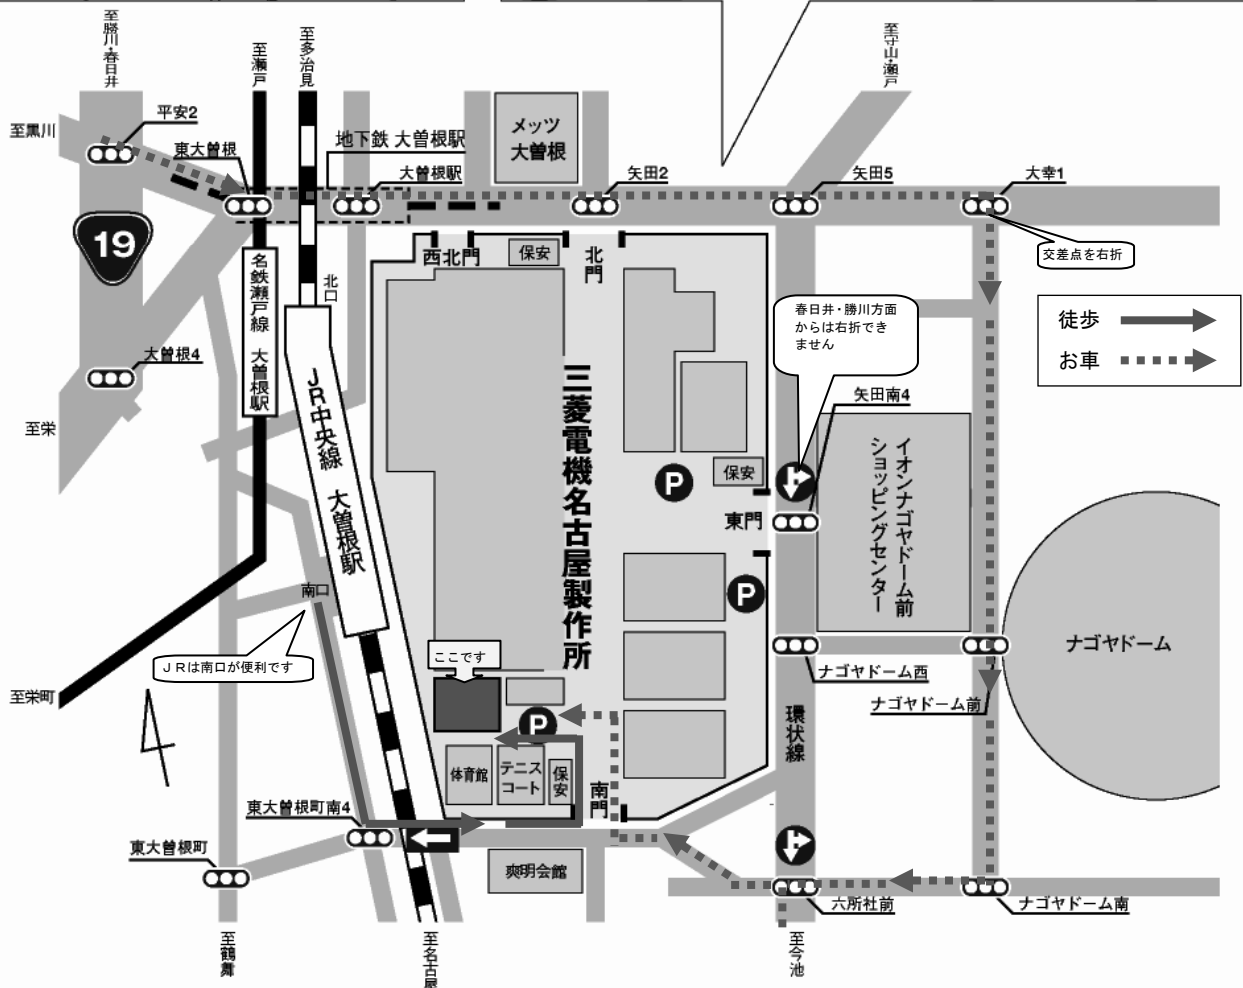 至勝川・春日井
至瀬戸
至多治見
至守山・瀬戸
至黒川
平安2
東大曽根
地下鉄 大曽根駅
大曽根駅
メッツ
大曽根
矢田2
矢田5
大幸1
19
交差点を右折
西北門
保安
北門
北口
名鉄瀬戸線 大曽根駅
春日井・勝川方面
からは右折でき
ません
徒歩
お車
大曽根4
至栄
JR中央線 大曽根駅
三菱電機名古屋製作所
矢田南4
P
保安
東門
イオンナゴヤドーム前
ショッピングセンター
P
南口
JRは南口が便利です
ここです
ナゴヤドーム
ナゴヤドーム西
ナゴヤドーム前
至栄町
環状線
P
体育館
テニス
コート
保安
南門
東大曽根町南4
東大曽根町
爽明会館
六所社前
ナゴヤドーム南
至鶴舞
至名古屋
至今池